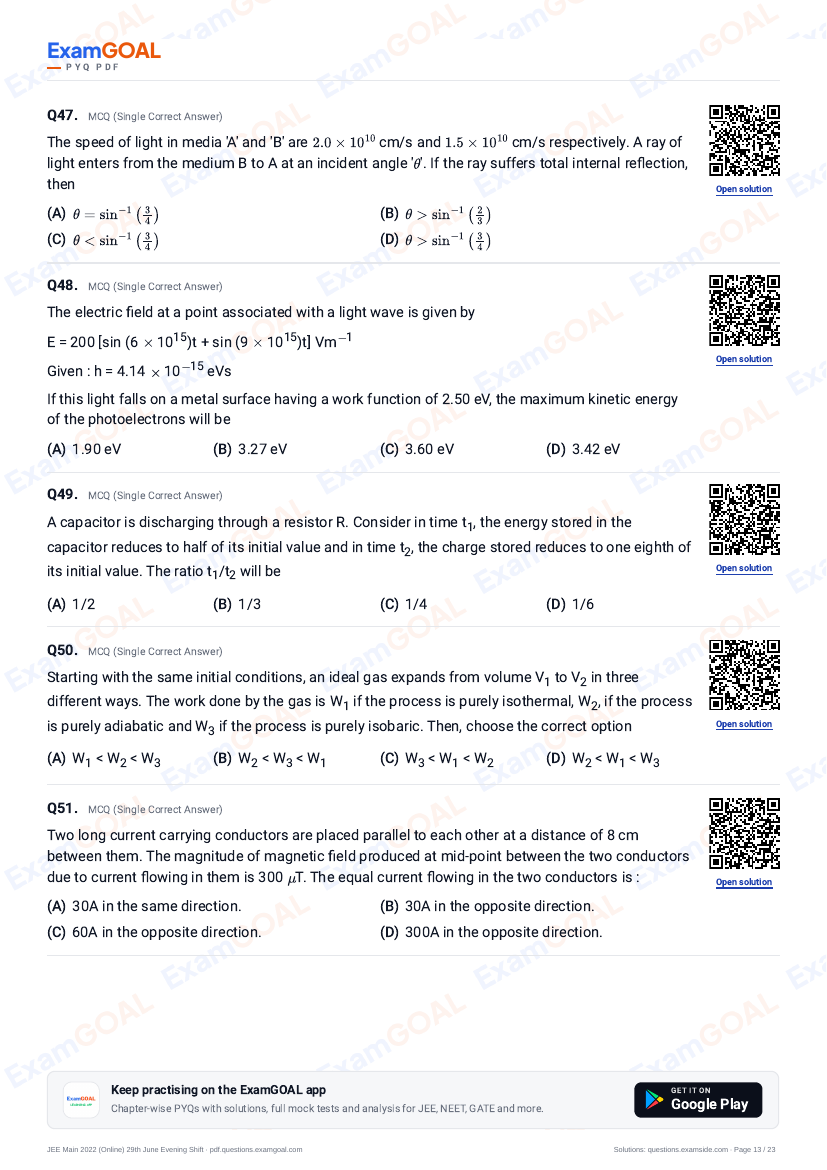 ExamGOAL
PYQ PDF
Q47. MCQ (Single Correct Answer)
The speed of light in media 'A' and 'B' are 2.0 × 10¹⁰ cm/s and 1.5 × 10¹⁰ cm/s respectively. A ray of
light enters from the medium B to A at an incident angle 'θ'. If the ray suffers total internal reflection,
then
(A) θ = sin⁻¹ (3/4) (B) θ > sin⁻¹ (2/3)
(C) θ < sin⁻¹ (3/4) (D) θ > sin⁻¹ (3/4)
Open solution
Q48. MCQ (Single Correct Answer)
The electric field at a point associated with a light wave is given by
E = 200 [sin (6 × 10¹⁵)t + sin (9 × 10¹⁵)t] Vm⁻¹
Given : h = 4.14 × 10⁻¹⁵ eVs
If this light falls on a metal surface having a work function of 2.50 eV, the maximum kinetic energy
of the photoelectrons will be
(A) 1.90 eV (B) 3.27 eV (C) 3.60 eV (D) 3.42 eV
Open solution
Q49. MCQ (Single Correct Answer)
A capacitor is discharging through a resistor R. Consider in time t₁, the energy stored in the
capacitor reduces to half of its initial value and in time t₂, the charge stored reduces to one eighth of
its initial value. The ratio t₁/t₂ will be
(A) 1/2 (B) 1/3 (C) 1/4 (D) 1/6
Open solution
Q50. MCQ (Single Correct Answer)
Starting with the same initial conditions, an ideal gas expands from volume V₁ to V₂ in three
different ways. The work done by the gas is W₁ if the process is purely isothermal, W₂, if the process
is purely adiabatic and W₃ if the process is purely isobaric. Then, choose the correct option
(A) W₁ < W₂ < W₃ (B) W₂ < W₃ < W₁ (C) W₃ < W₁ < W₂ (D) W₂ < W₁ < W₃
Open solution
Q51. MCQ (Single Correct Answer)
Two long current carrying conductors are placed parallel to each other at a distance of 8 cm
between them. The magnitude of magnetic field produced at mid-point between the two conductors
due to current flowing in them is 300 μT. The equal current flowing in the two conductors is :
(A) 30A in the same direction. (B) 30A in the opposite direction.
(C) 60A in the opposite direction. (D) 300A in the opposite direction.
Open solution
Keep practising on the ExamGOAL app
Chapter-wise PYQs with solutions, full mock tests and analysis for JEE, NEET, GATE and more.
GET IT ON
Google Play
JEE Main 2022 (Online) 29th June Evening Shift · pdf.questions.examgoal.com
Solutions: questions.examside.com · Page 13 / 23